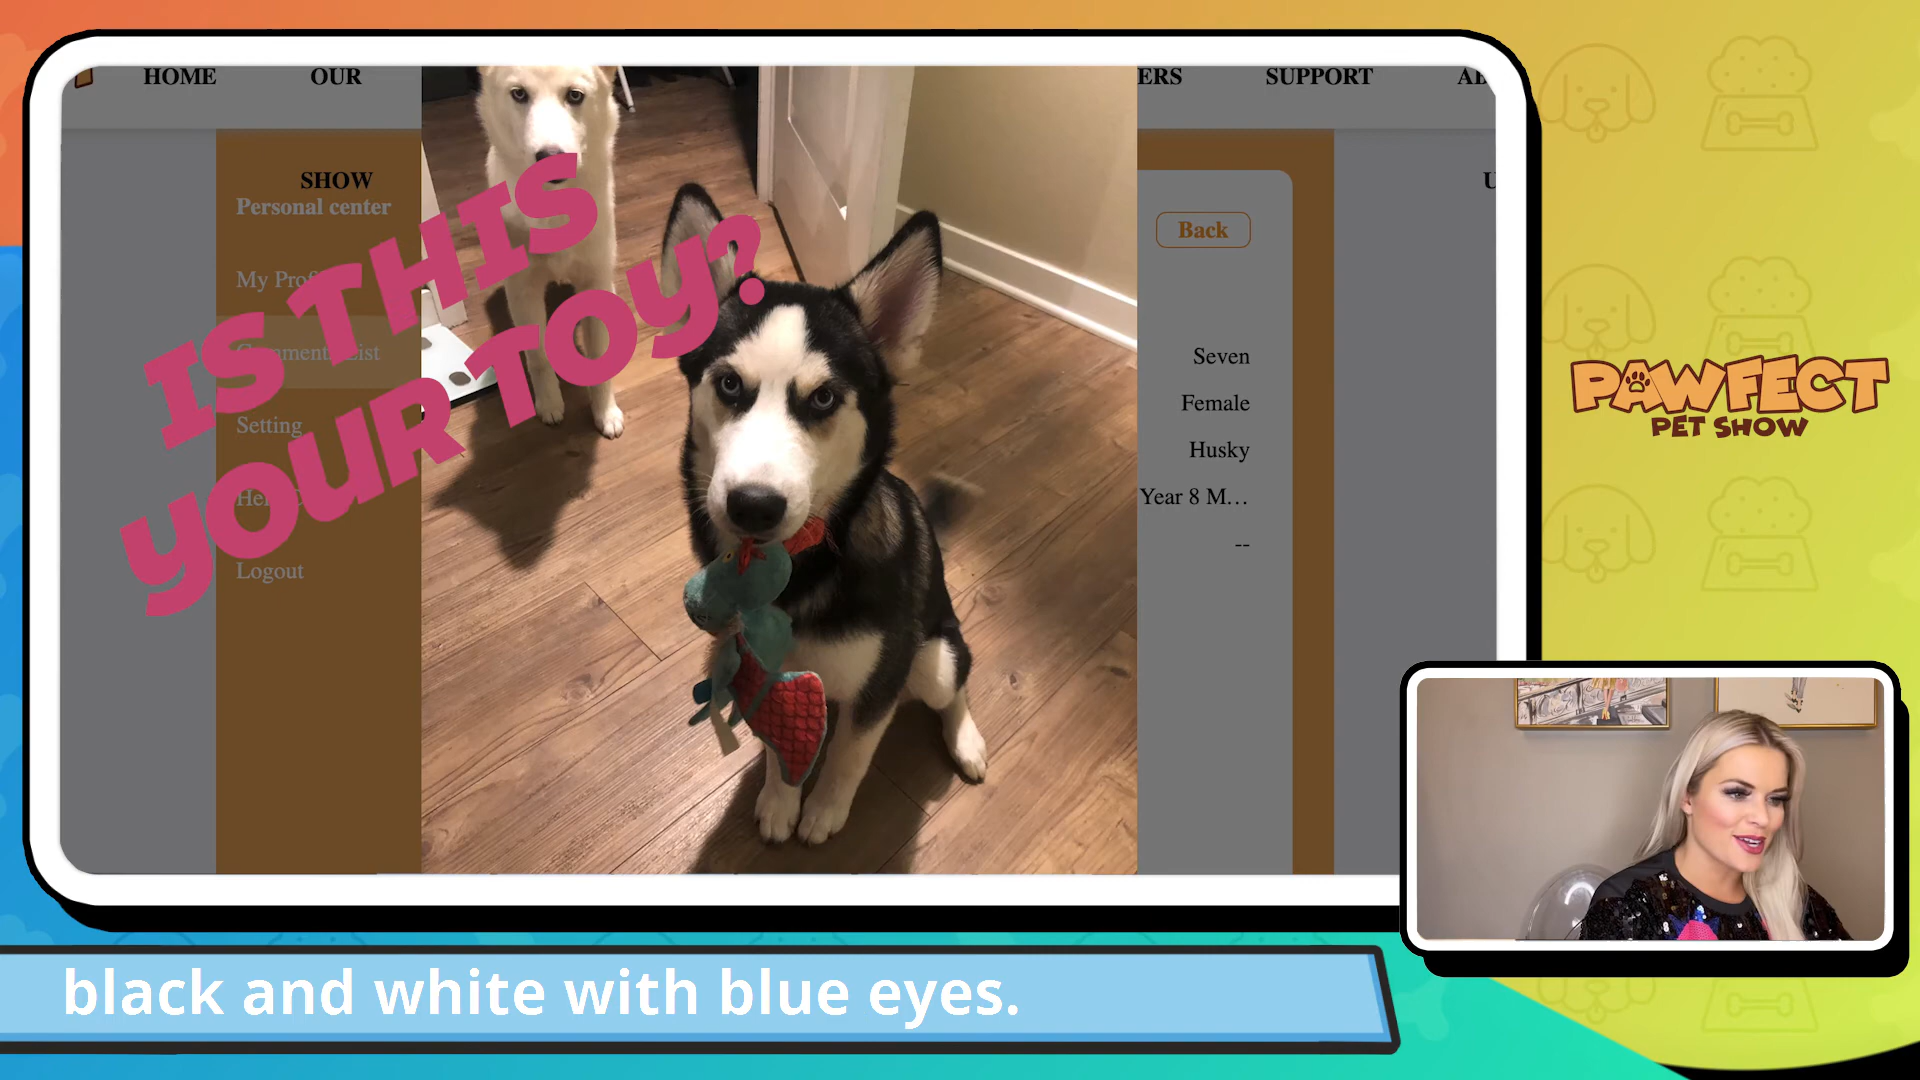 HOME OUR ERS SUPPORT
SHOW
Personal center
My
Setting
Logout
IS THIS
YOUR TOY?
Back
Seven
Female
Husky
Year 8 M...
--
PAWFECT
PET SHOW
black and white with blue eyes.